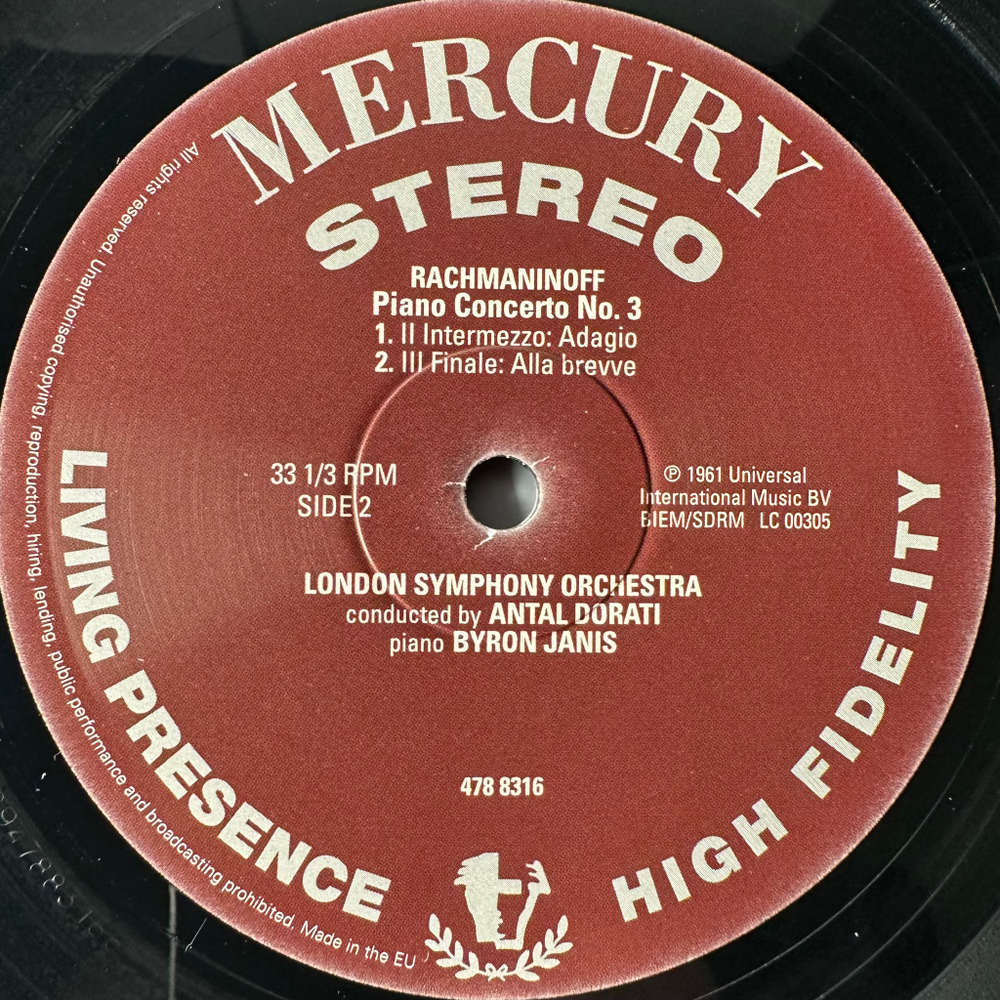 MERCURY
STEREO
RACHMANINOFF
Piano Concerto No. 3
1. II Intermezzo: Adagio
2. III Finale: Alla brevve
33 1/3 RPM
SIDE 2
℗ 1961 Universal
International Music BV
BIEM/SDRM LC 00305
LONDON SYMPHONY ORCHESTRA
conducted by ANTAL DORATI
piano BYRON JANIS
478 8316
LIVING PRESENCE
HIGH FIDELITY
All rights reserved. Unauthorised copying, reproduction, hiring, lending, public performance and broadcasting prohibited. Made in the EU